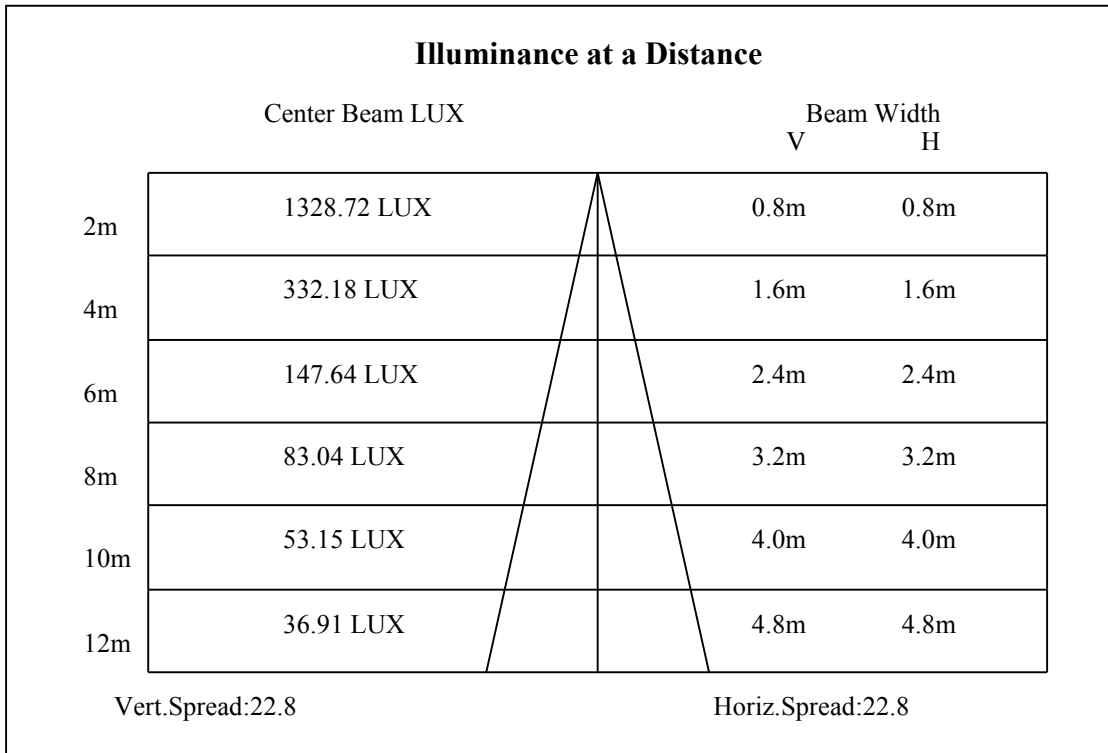 Illuminance at a Distance
Center Beam LUX Beam Width
V H
2m 1328.72 LUX 0.8m 0.8m
4m 332.18 LUX 1.6m 1.6m
6m 147.64 LUX 2.4m 2.4m
8m 83.04 LUX 3.2m 3.2m
10m 53.15 LUX 4.0m 4.0m
12m 36.91 LUX 4.8m 4.8m
Vert.Spread:22.8 Horiz.Spread:22.8